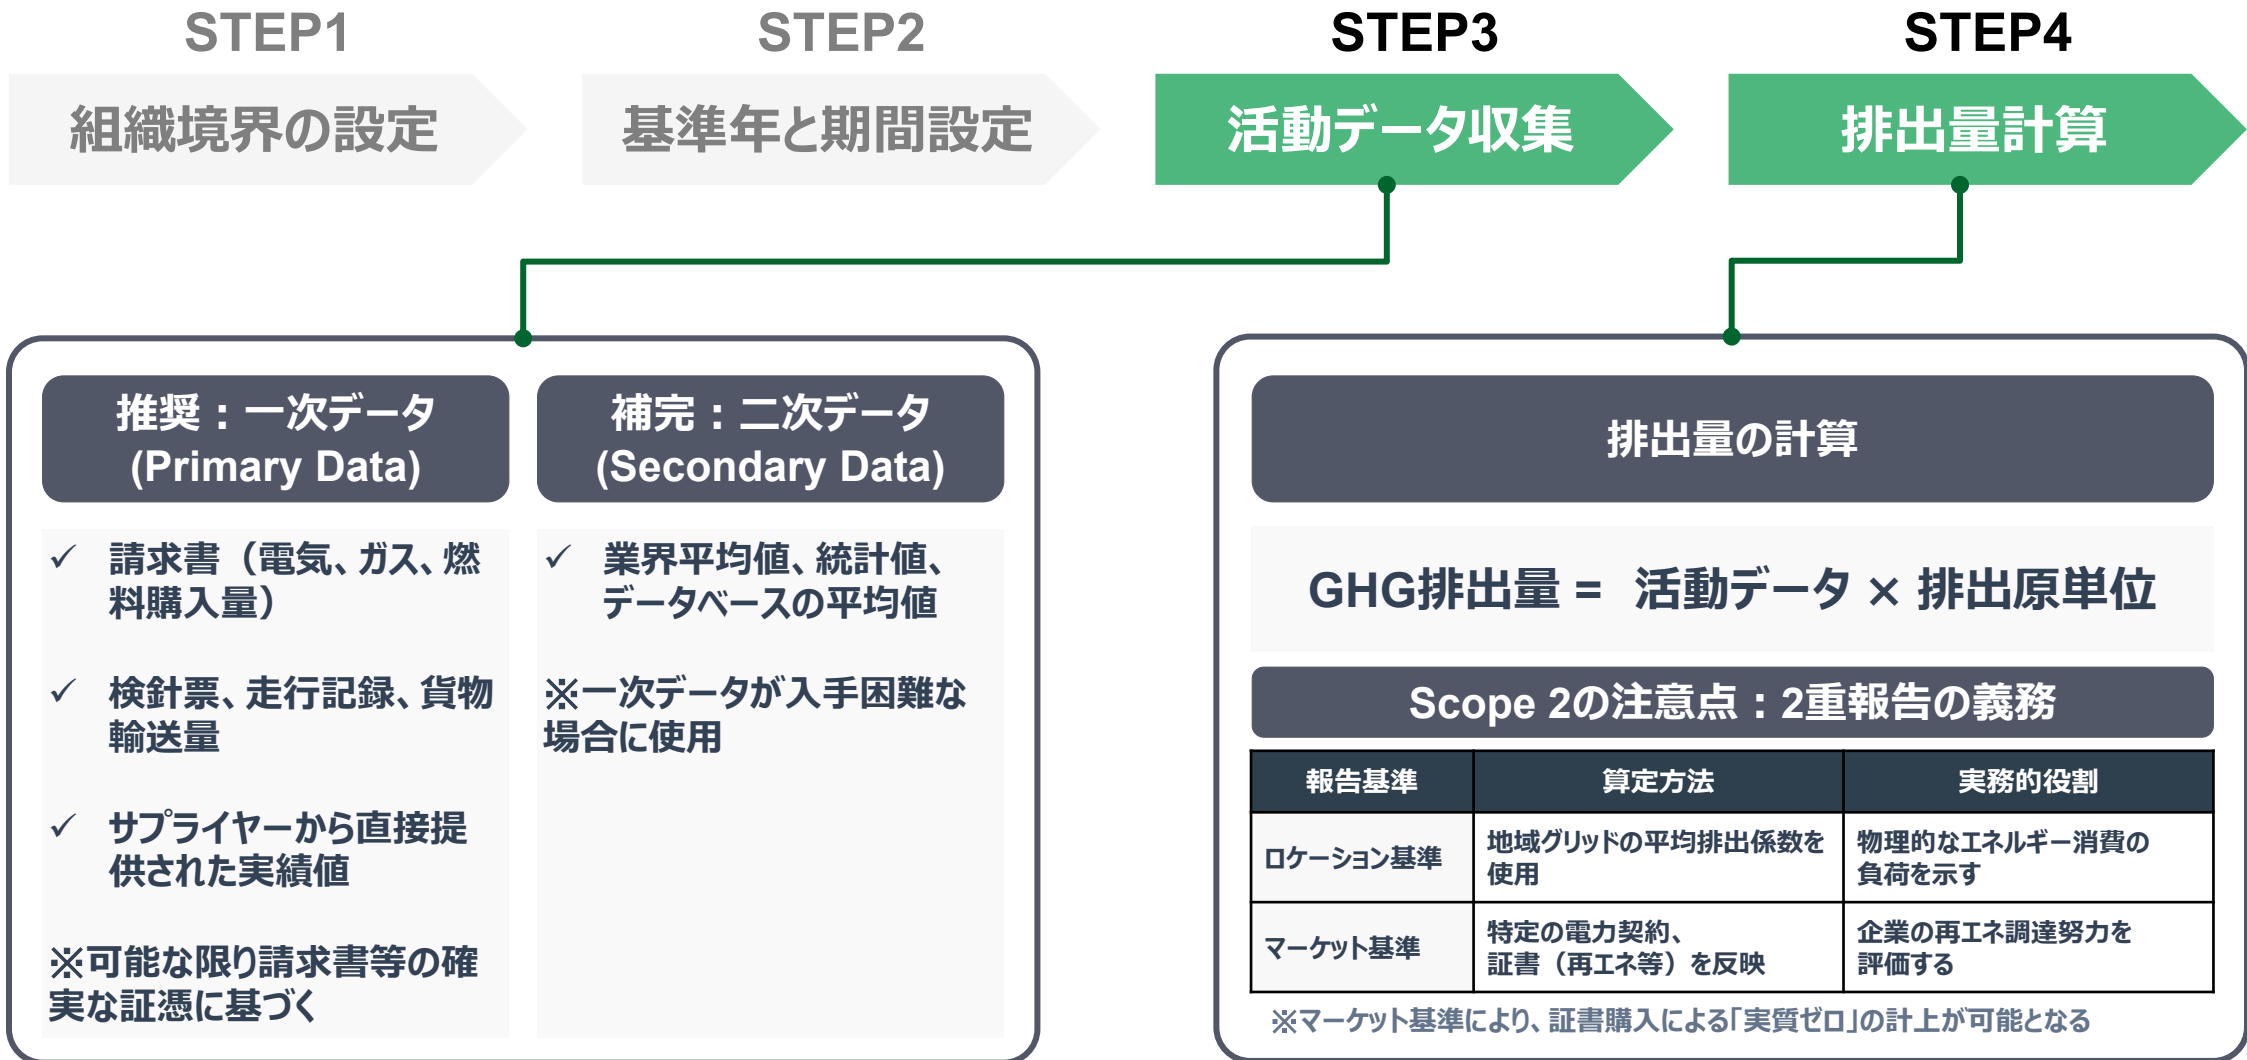 STEP1
STEP2
STEP3
STEP4
組織境界の設定
基準年と期間設定
活動データ収集
排出量計算
推奨：一次データ
(Primary Data)
✓ 請求書（電気、ガス、燃
料購入量）
✓ 検針票、走行記録、貨物
輸送量
✓ サプライヤーから直接提
供された実績値
※可能な限り請求書等の確
実な証憑に基づく
補完：二次データ
(Secondary Data)
✓ 業界平均値、統計値、
データベースの平均値
※一次データが入手困難な
場合に使用
排出量の計算
GHG排出量 = 活動データ × 排出原単位
Scope 2の注意点：2重報告の義務
報告基準
算定方法
実務的役割
ロケーション基準
地域グリッドの平均排出係数を
使用
物理的なエネルギー消費の
負荷を示す
マーケット基準
特定の電力契約、
証書（再エネ等）を反映
企業の再エネ調達努力を
評価する
※マーケット基準により、証書購入による「実質ゼロ」の計上が可能となる